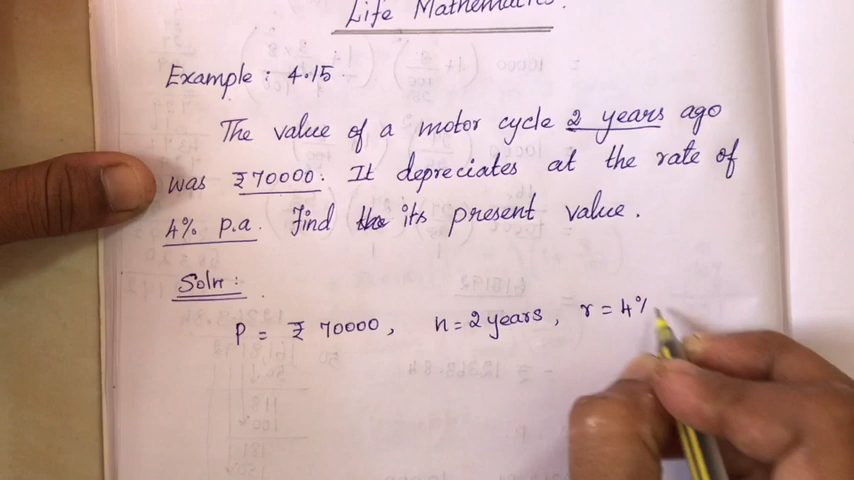 Life Mathematics.
Example : 4.15.
The value of a motor cycle 2 years ago
was ₹70000. It depreciates at the rate of
4% p.a. Find its present value.
Soln :
P = ₹ 70000, n = 2 years, r = 4%